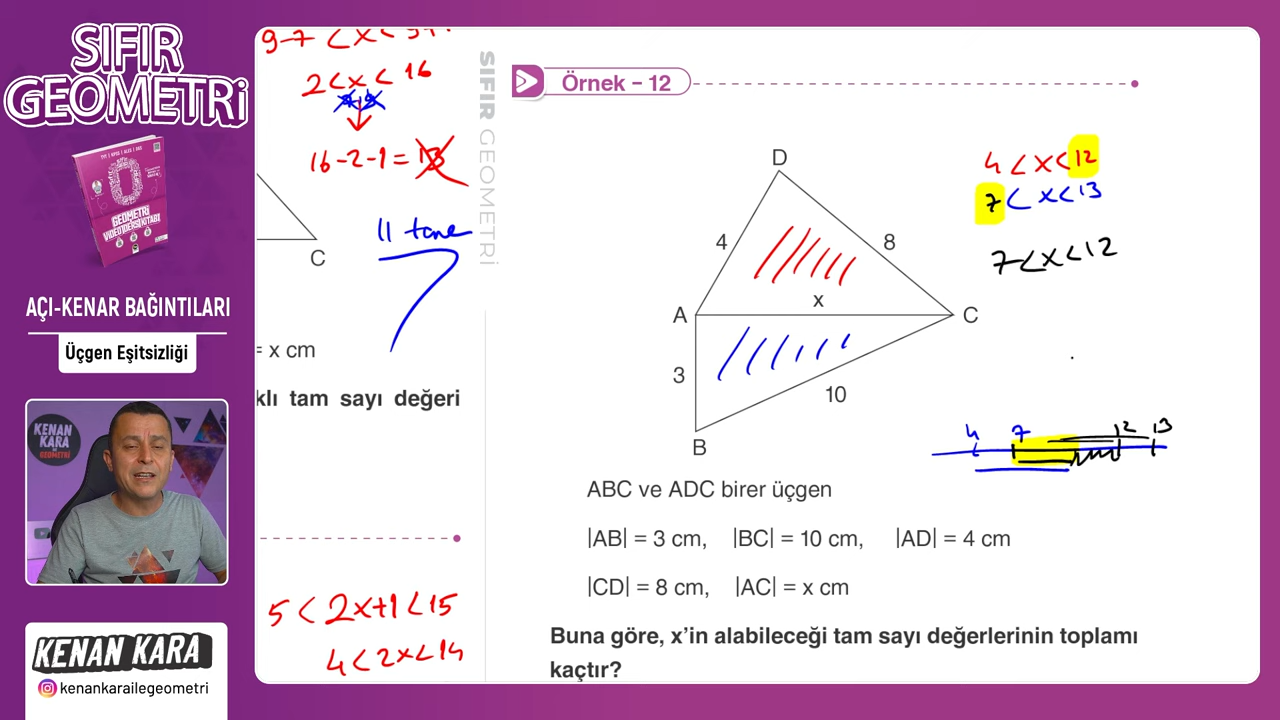 SIFIR
GEOMETRİ
GEOMETRİ
VİDEO DERS KİTABI
AÇI-KENAR BAĞINTILARI
Üçgen Eşitsizliği
KENAN
KARA
GEOMETRİ
KENAN KARA
kenankarailegeometri
2 < x < 16
16-2-1=13
11 tane
C
= x cm
klı tam sayı değeri
5 < 2x+1 < 15
4 < 2x < 14
SIFIR GEOMETRİ
Örnek – 12
D
4
8
x
A
C
3
10
B
4 < x < 12
7 < x < 13
7 < x < 12
4 7 12 13
ABC ve ADC birer üçgen
|AB| = 3 cm, |BC| = 10 cm, |AD| = 4 cm
|CD| = 8 cm, |AC| = x cm
Buna göre, x’in alabileceği tam sayı değerlerinin toplamı
kaçtır?